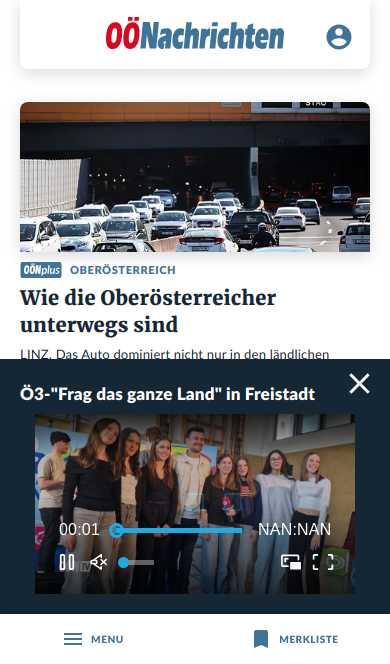 OÖNachrichten
STAU
OÖNplus OBERÖSTERREICH
Wie die Oberösterreicher
unterwegs sind
LINZ. Das Auto dominiert nicht nur in den ländlichen
Ö3-"Frag das ganze Land" in Freistadt
00:01 NAN:NAN
MENU MERKLISTE